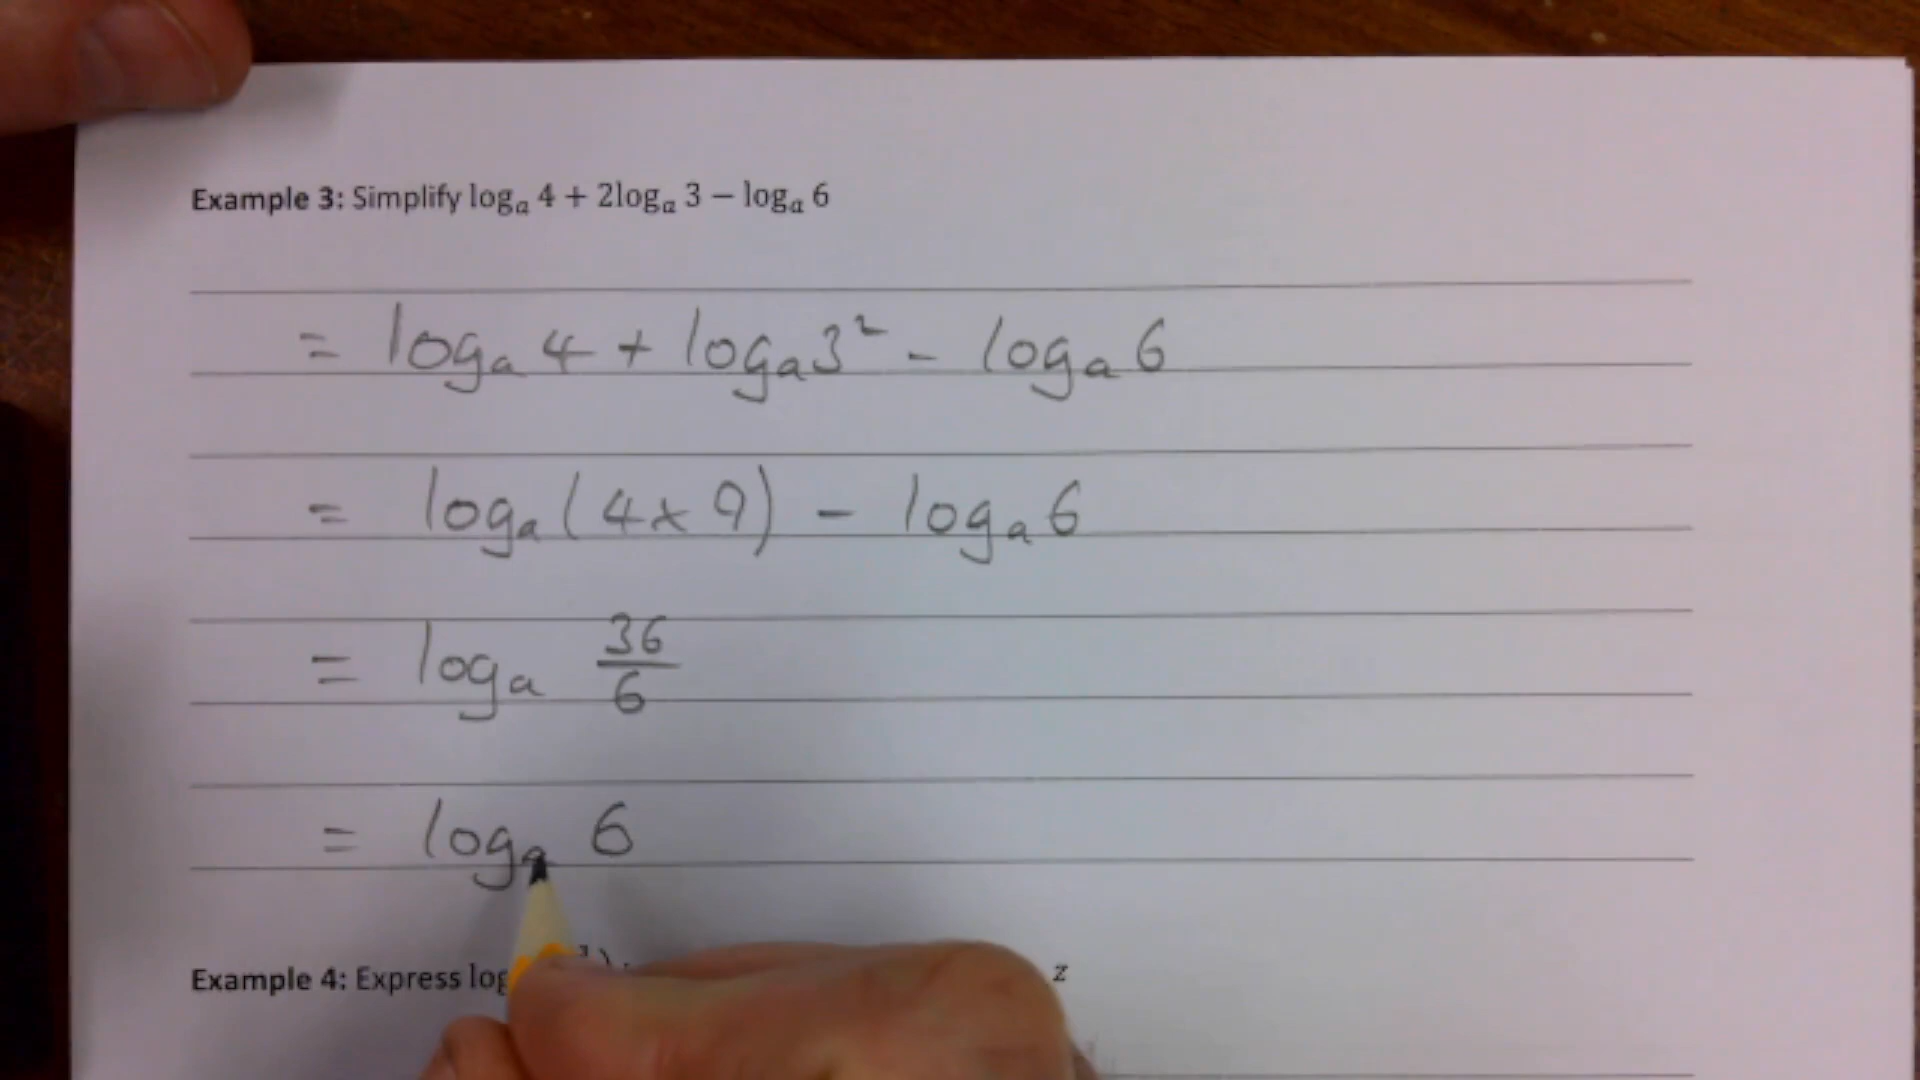 Example 3: Simplify logₐ 4 + 2logₐ 3 − logₐ 6
= logₐ 4 + logₐ 3² − logₐ 6
= logₐ (4 × 9) − logₐ 6
= logₐ 36/6
= logₐ 6
Example 4: Express log z